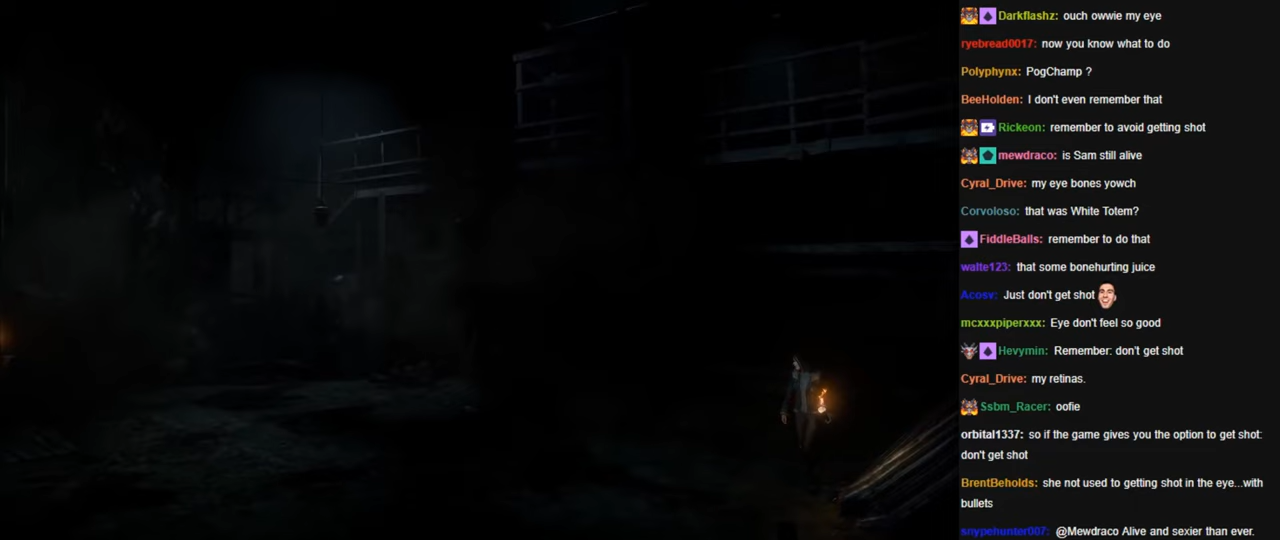 Darkflashz: ouch owwie my eye
ryebread0017: now you know what to do
Polyphynx: PogChamp ?
BeeHolden: I don't even remember that
Rickeon: remember to avoid getting shot
mewdraco: is Sam still alive
Cyral_Drive: my eye bones yowch
Corvoloso: that was White Totem?
FiddleBalls: remember to do that
walte123: that some bonehurting juice
Acosv: Just don't get shot
mcxxxpiperxxx: Eye don't feel so good
Hevymin: Remember: don't get shot
Cyral_Drive: my retinas.
Ssbm_Racer: oofie
orbital1337: so if the game gives you the option to get shot:
don't get shot
BrentBeholds: she not used to getting shot in the eye...with
bullets
snypehunter007: @Mewdraco Alive and sexier than ever.